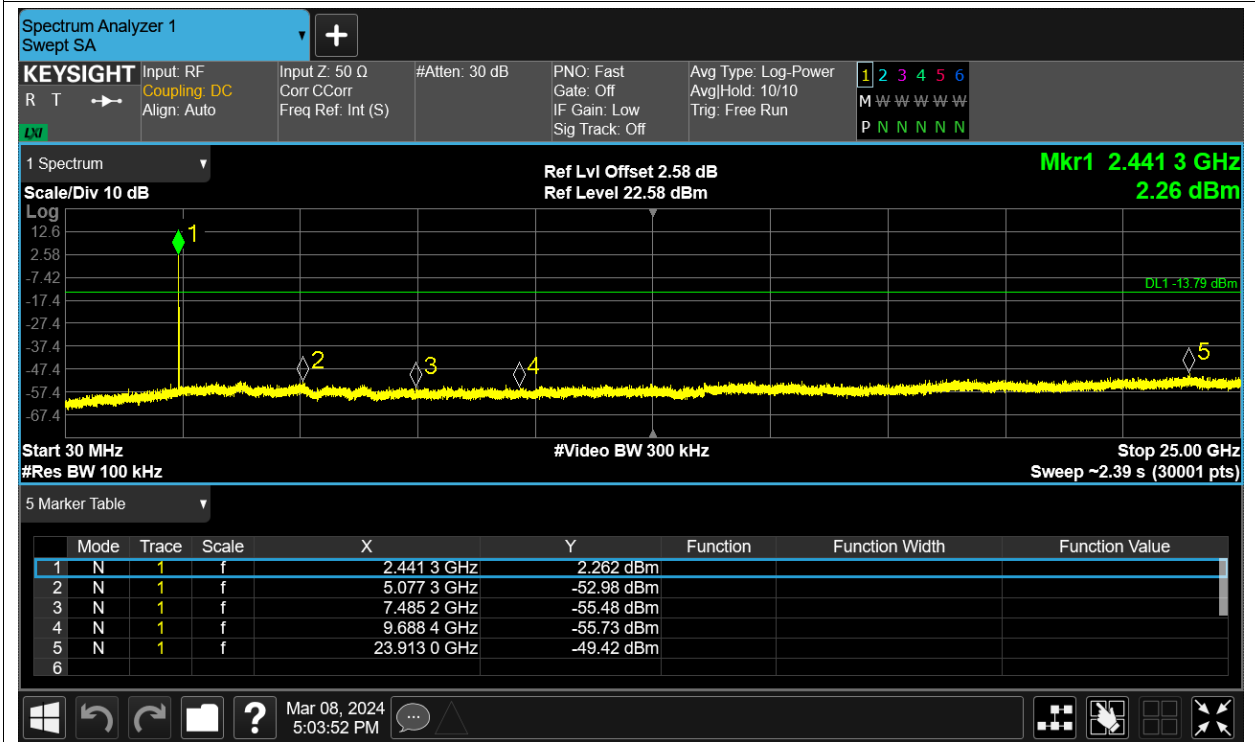 Spectrum Analyzer 1
Swept SA
+
KEYSIGHT
R T
LXI
Input: RF
Coupling: DC
Align: Auto
Input Z: 50 Ω
Corr CCorr
Freq Ref: Int (S)
#Atten: 30 dB
PNO: Fast
Gate: Off
IF Gain: Low
Sig Track: Off
Avg Type: Log-Power
Avg|Hold: 10/10
Trig: Free Run
1 2 3 4 5 6
M W W W W W
P N N N N N
1 Spectrum
Scale/Div 10 dB
Ref Lvl Offset 2.58 dB
Ref Level 22.58 dBm
Mkr1 2.441 3 GHz
2.26 dBm
Log
12.6
2.58
-7.42
-17.4
-27.4
-37.4
-47.4
-57.4
-67.4
1
2
3
4
5
DL1 -13.79 dBm
Start 30 MHz
#Res BW 100 kHz
#Video BW 300 kHz
Stop 25.00 GHz
Sweep ~2.39 s (30001 pts)
5 Marker Table
Mode Trace Scale X Y Function Function Width Function Value
1 N 1 f 2.441 3 GHz 2.262 dBm
2 N 1 f 5.077 3 GHz -52.98 dBm
3 N 1 f 7.485 2 GHz -55.48 dBm
4 N 1 f 9.688 4 GHz -55.73 dBm
5 N 1 f 23.913 0 GHz -49.42 dBm
6
?
Mar 08, 2024
5:03:52 PM